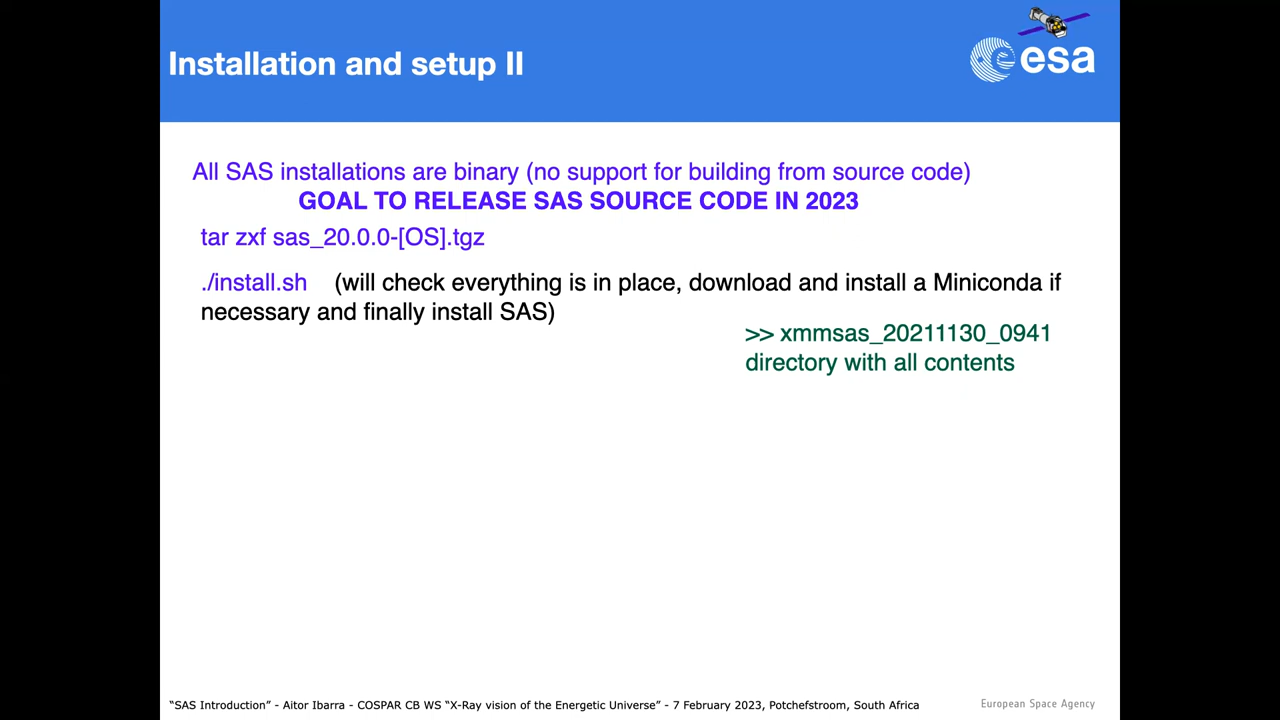 Installation and setup II
esa
All SAS installations are binary (no support for building from source code)
GOAL TO RELEASE SAS SOURCE CODE IN 2023
tar zxf sas_20.0.0-[OS].tgz
./install.sh (will check everything is in place, download and install a Miniconda if
necessary and finally install SAS)
>> xmmsas_20211130_0941
directory with all contents
“SAS Introduction” - Aitor Ibarra - COSPAR CB WS “X-Ray vision of the Energetic Universe” - 7 February 2023, Potchefstroom, South Africa
European Space Agency